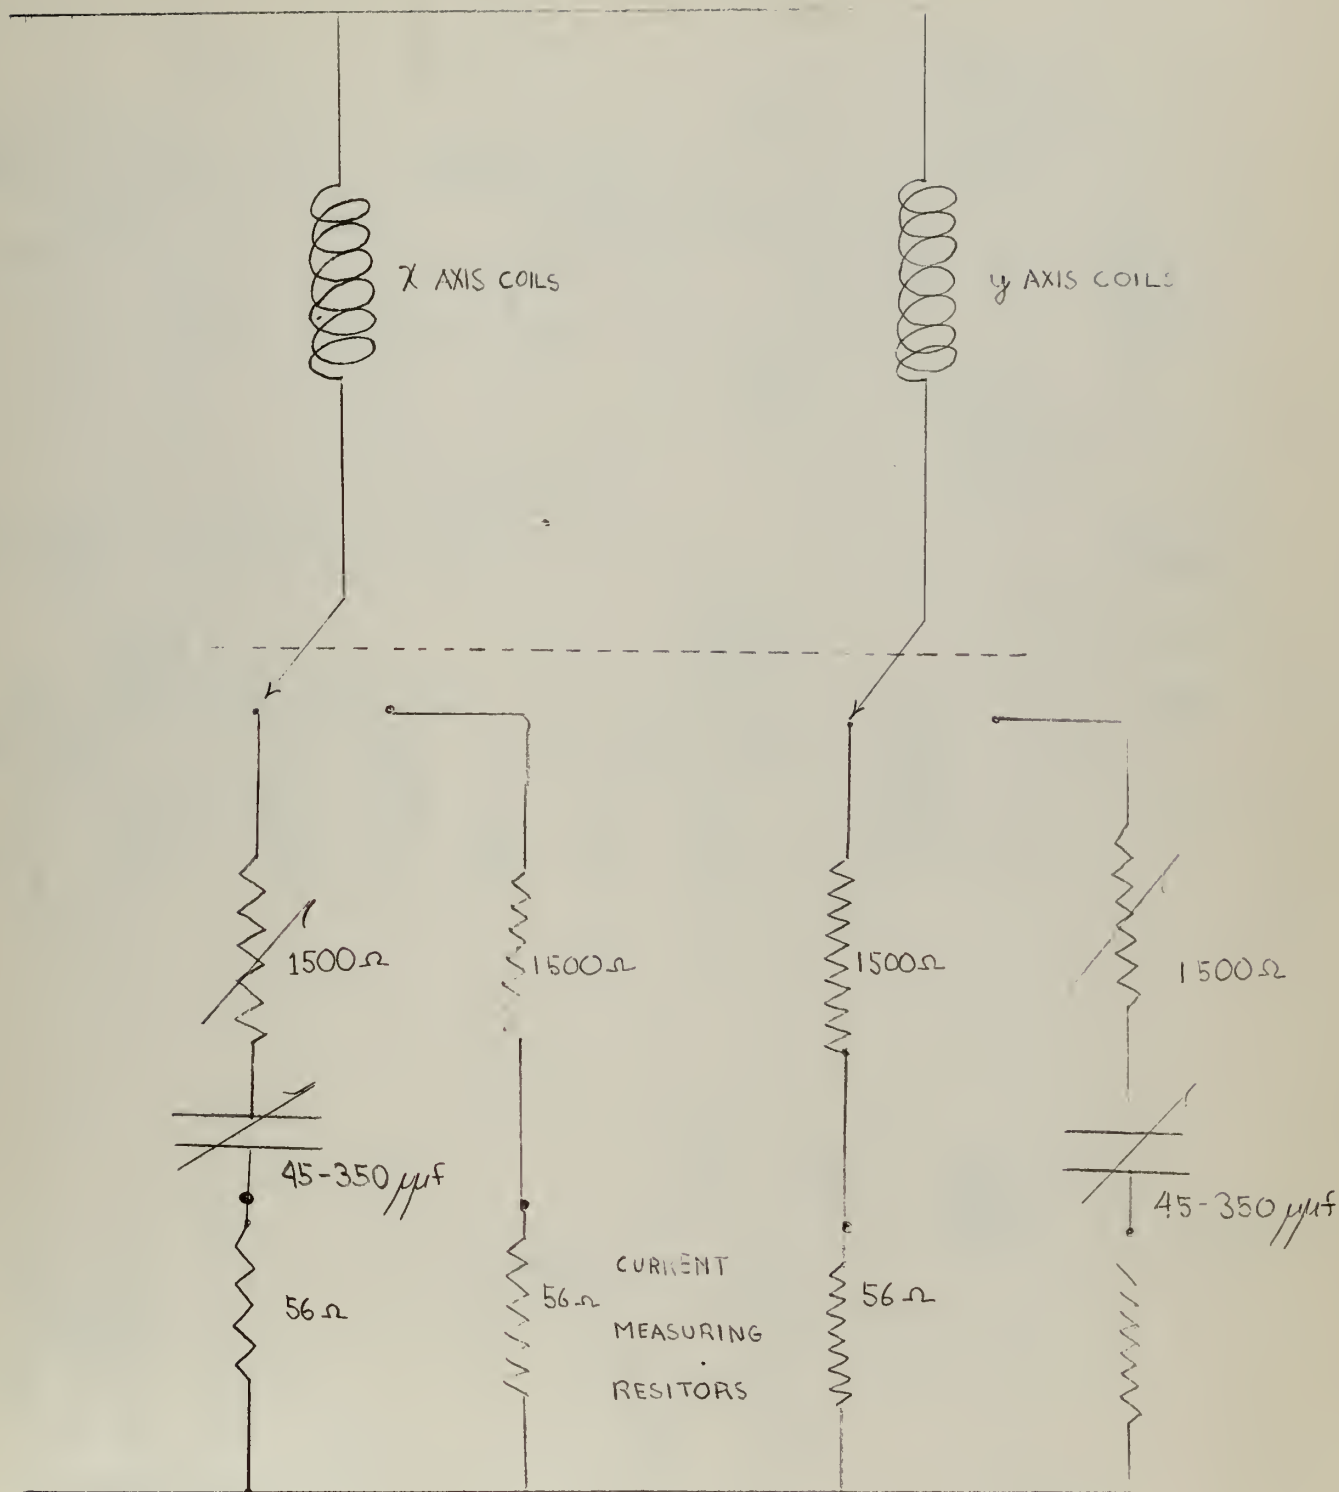 X AXIS COILS
y AXIS COILS
1500Ω
1500Ω
1500Ω
1500Ω
45-350 μμf
45-350 μμf
56Ω
56Ω
CURRENT
MEASURING
RESITORS
56Ω